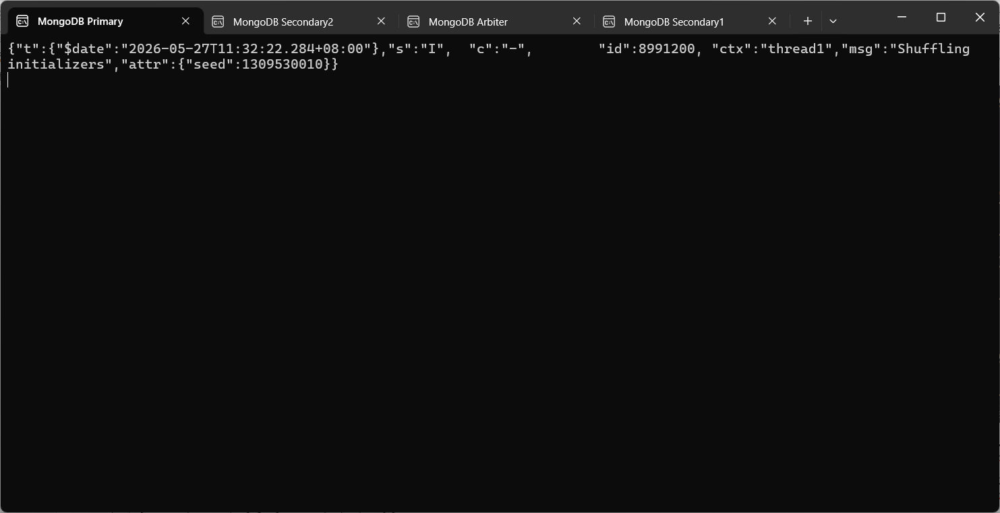 MongoDB Primary
MongoDB Secondary2
MongoDB Arbiter
MongoDB Secondary1
{"t":{"$date":"2026-05-27T11:32:22.284+08:00"},"s":"I",  "c":"-",        "id":8991200, "ctx":"thread1","msg":"Shuffling
initializers","attr":{"seed":1309530010}}